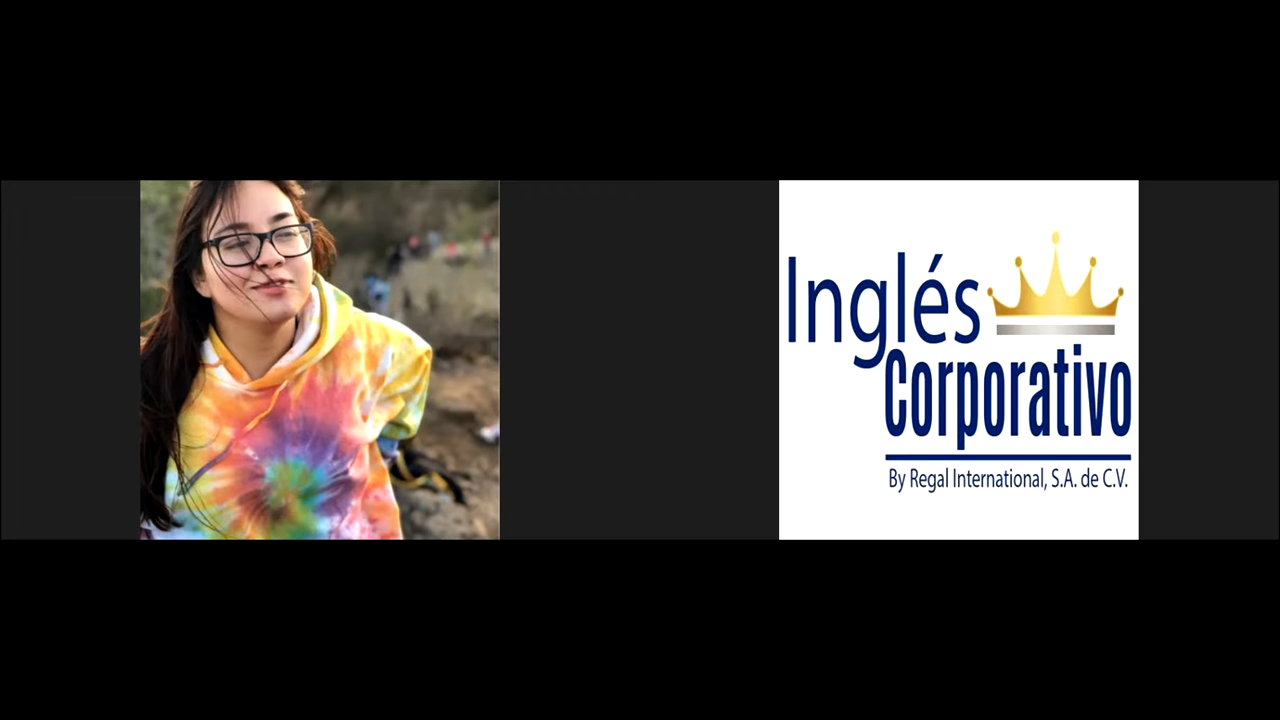 Inglés
Corporativo
By Regal International, S.A. de C.V.